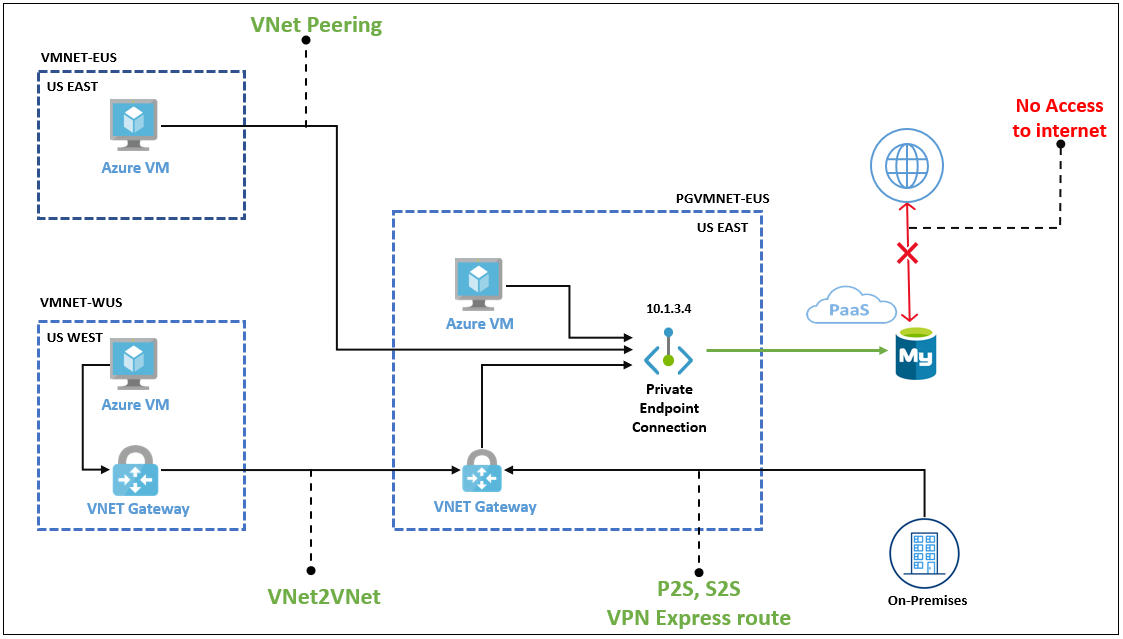 VNet Peering
VMNET-EUS
US EAST
Azure VM
No Access
to internet
PGVMNET-EUS
US EAST
VMNET-WUS
US WEST
Azure VM
Azure VM
10.1.3.4
PaaS
My
Private
Endpoint
Connection
VNET Gateway
VNET Gateway
VNet2VNet
P2S, S2S
VPN Express route
On-Premises